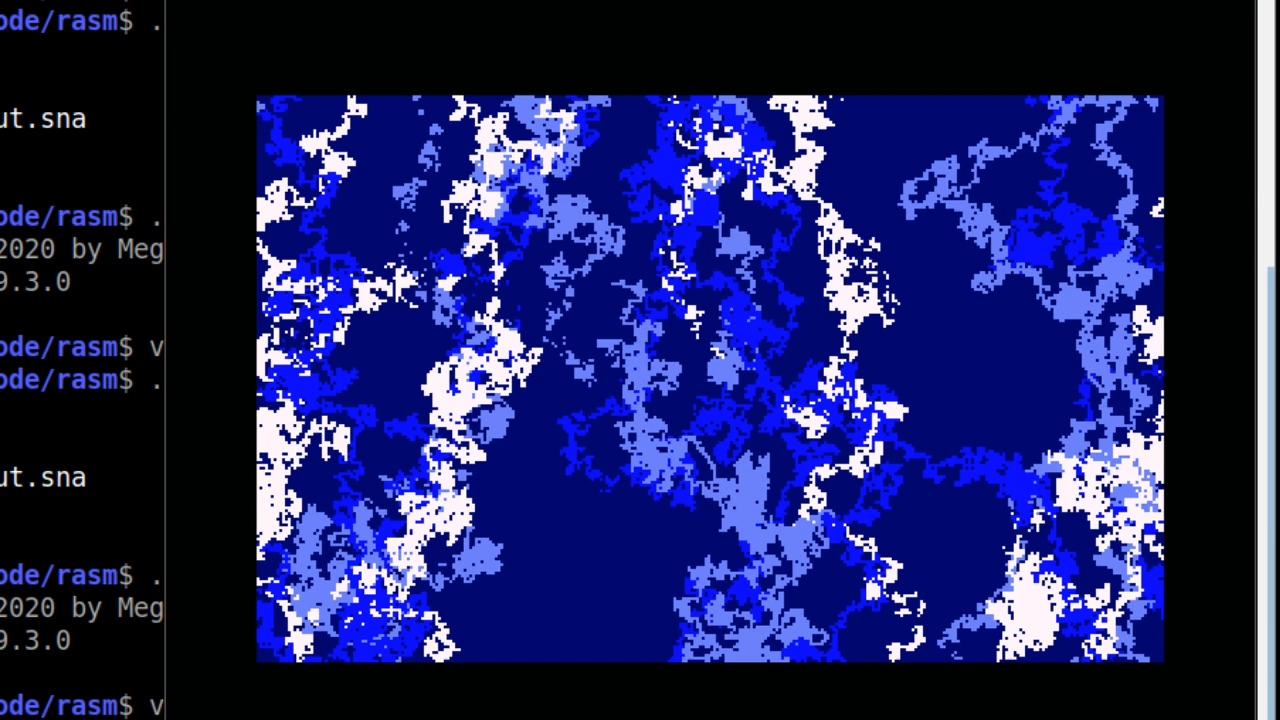 ode/rasm$ .
ut.sna
ode/rasm$ .
2020 by Meg
9.3.0
ode/rasm$ v
ode/rasm$ .
ut.sna
ode/rasm$ .
2020 by Meg
9.3.0
ode/rasm$ v